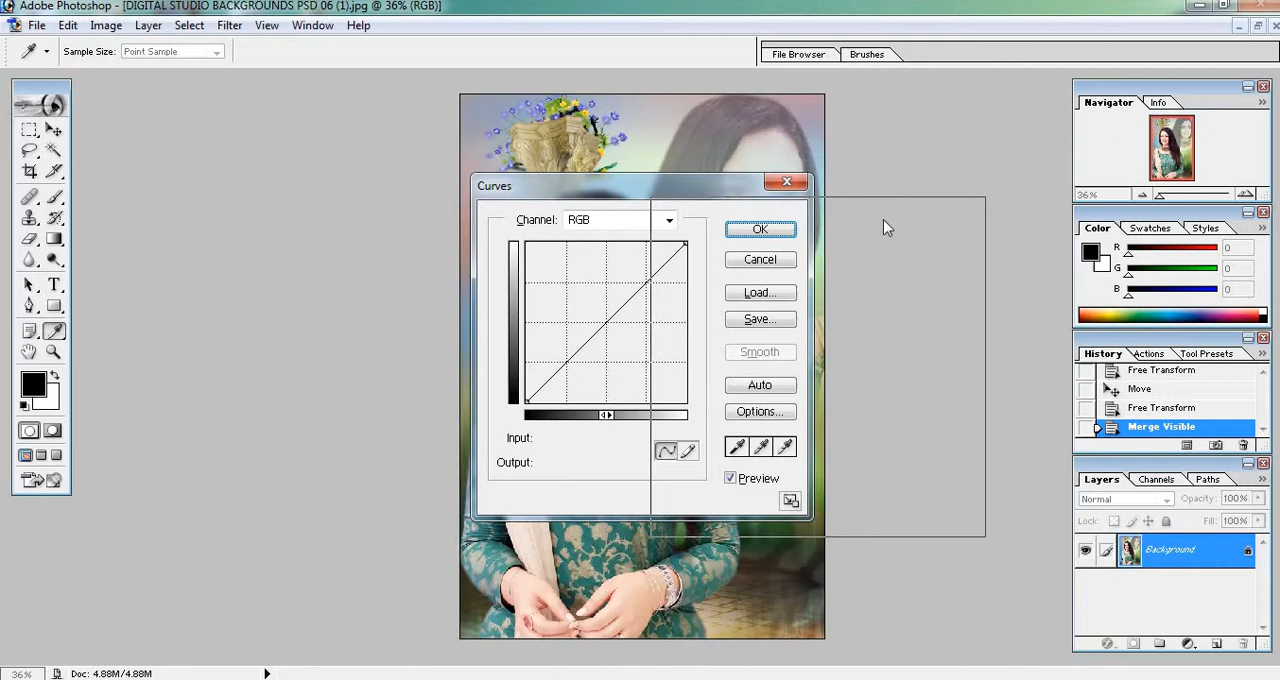 Adobe Photoshop - [DIGITAL STUDIO BACKGROUNDS PSD 06 (1).jpg @ 36% (RGB)]
File Edit Image Layer Select Filter View Window Help
Sample Size: Point Sample
File Browser Brushes
Navigator Info
36%
Curves
Channel: RGB
OK
Cancel
Load...
Save...
Smooth
Auto
Options...
Input:
Output:
Preview
Color Swatches Styles
R 0
G 0
B 0
History Actions Tool Presets
Free Transform
Move
Free Transform
Merge Visible
Layers Channels Paths
Normal Opacity: 100%
Lock: Fill: 100%
Background
36% Doc: 4.88M/4.88M